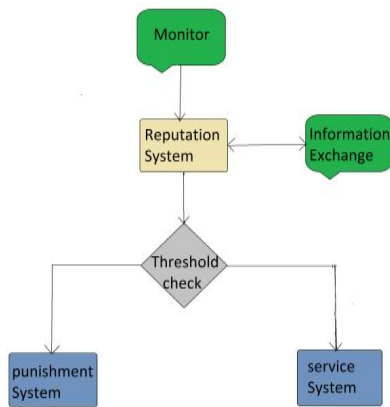 Monitor
Reputation
System
Information
Exchange
Threshold
check
punishment
System
service
System